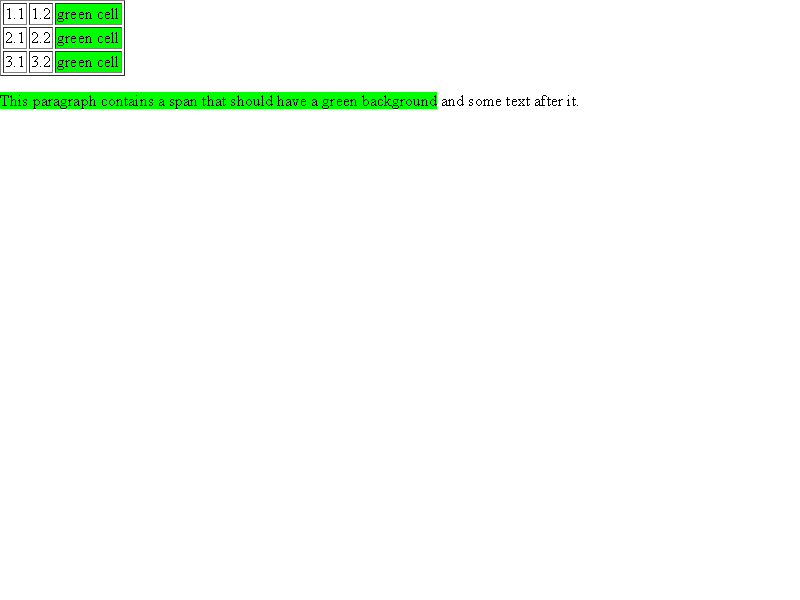 1.1 1.2 green cell
2.1 2.2 green cell
3.1 3.2 green cell
This paragraph contains a span that should have a green background and some text after it.